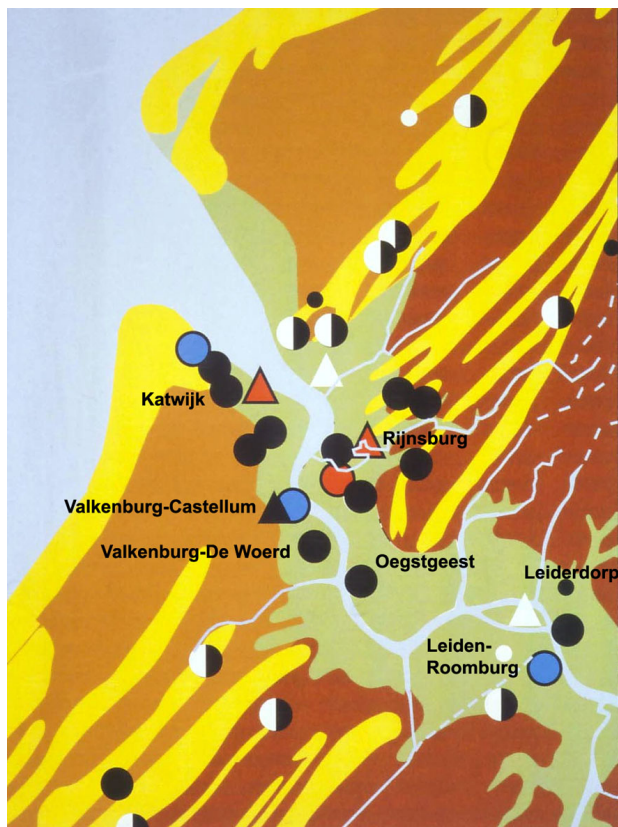 Katwijk
Rijnsburg
Valkenburg-Castellum
Valkenburg-De Woerd
Oegstgeest
Leiderdorp
Leiden-
Roomburg